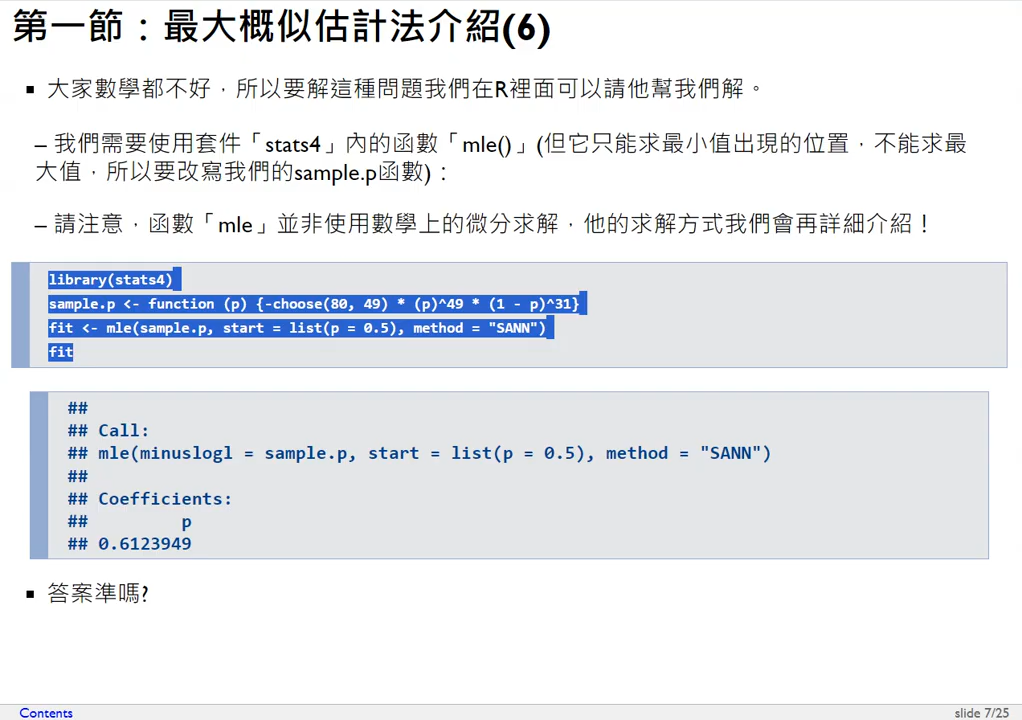 第一節：最大概似估計法介紹(6)
▪ 大家數學都不好，所以要解這種問題我們在R裡面可以請他幫我們解。
– 我們需要使用套件「stats4」內的函數「mle()」(但它只能求最小值出現的位置，不能求最
大值，所以要改寫我們的sample.p函數)：
– 請注意，函數「mle」並非使用數學上的微分求解，他的求解方式我們會再詳細介紹！
library(stats4)
sample.p <- function (p) {-choose(80, 49) * (p)^49 * (1 - p)^31}
fit <- mle(sample.p, start = list(p = 0.5), method = "SANN")
fit
##
## Call:
## mle(minuslogl = sample.p, start = list(p = 0.5), method = "SANN")
##
## Coefficients:
##         p
## 0.6123949
▪ 答案準嗎?
Contents
slide 7/25